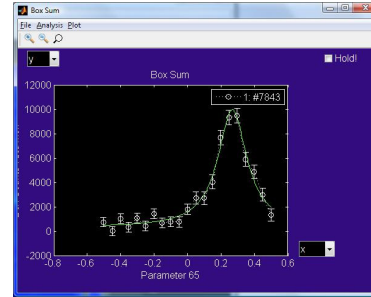 Box Sum
File Analysis Plot
y
Hold!
Box Sum
1: #7843
12000
10000
8000
6000
4000
2000
0
-2000
-0.8 -0.6 -0.4 -0.2 0 0.2 0.4 0.6
x
Parameter 65